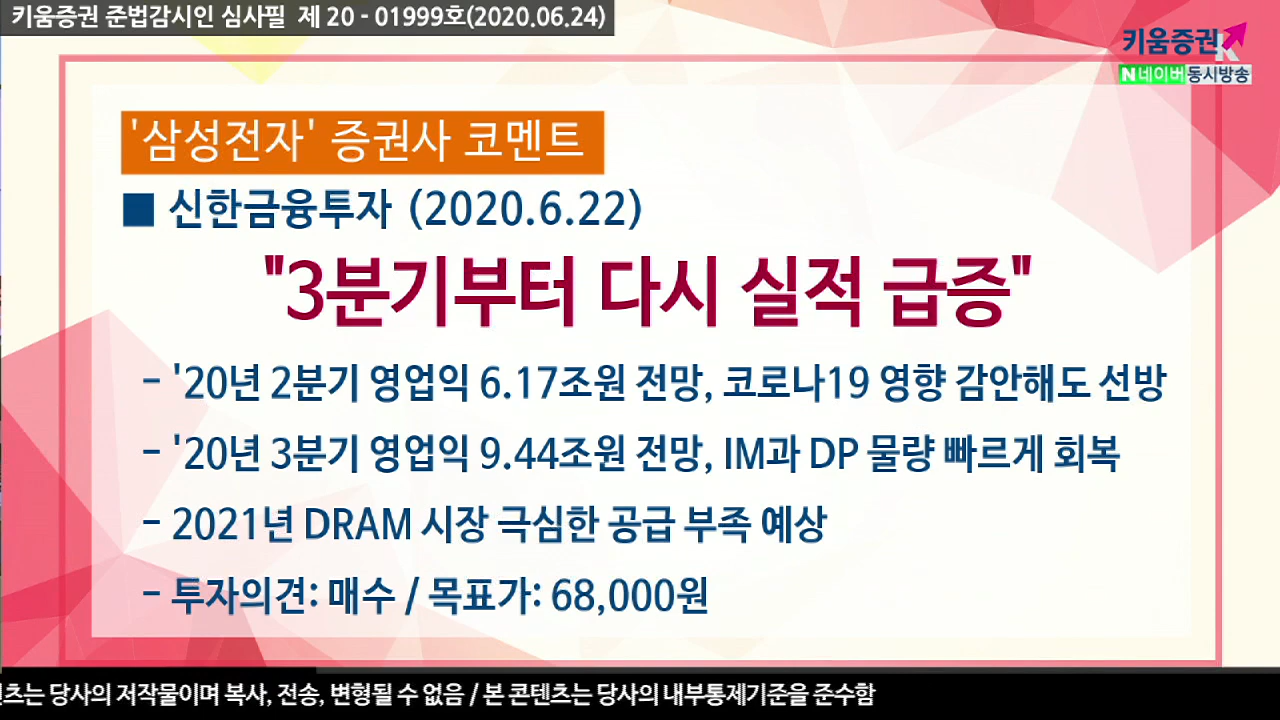 키움증권 준법감시인 심사필 제 20 - 01999호(2020.06.24)
키움증권
N 네이버 동시방송
'삼성전자' 증권사 코멘트
■ 신한금융투자 (2020.6.22)
"3분기부터 다시 실적 급증"
- '20년 2분기 영업익 6.17조원 전망, 코로나19 영향 감안해도 선방
- '20년 3분기 영업익 9.44조원 전망, IM과 DP 물량 빠르게 회복
- 2021년 DRAM 시장 극심한 공급 부족 예상
- 투자의견: 매수 / 목표가: 68,000원
텐츠는 당사의 저작물이며 복사, 전송, 변형될 수 없음 / 본 콘텐츠는 당사의 내부통제기준을 준수함